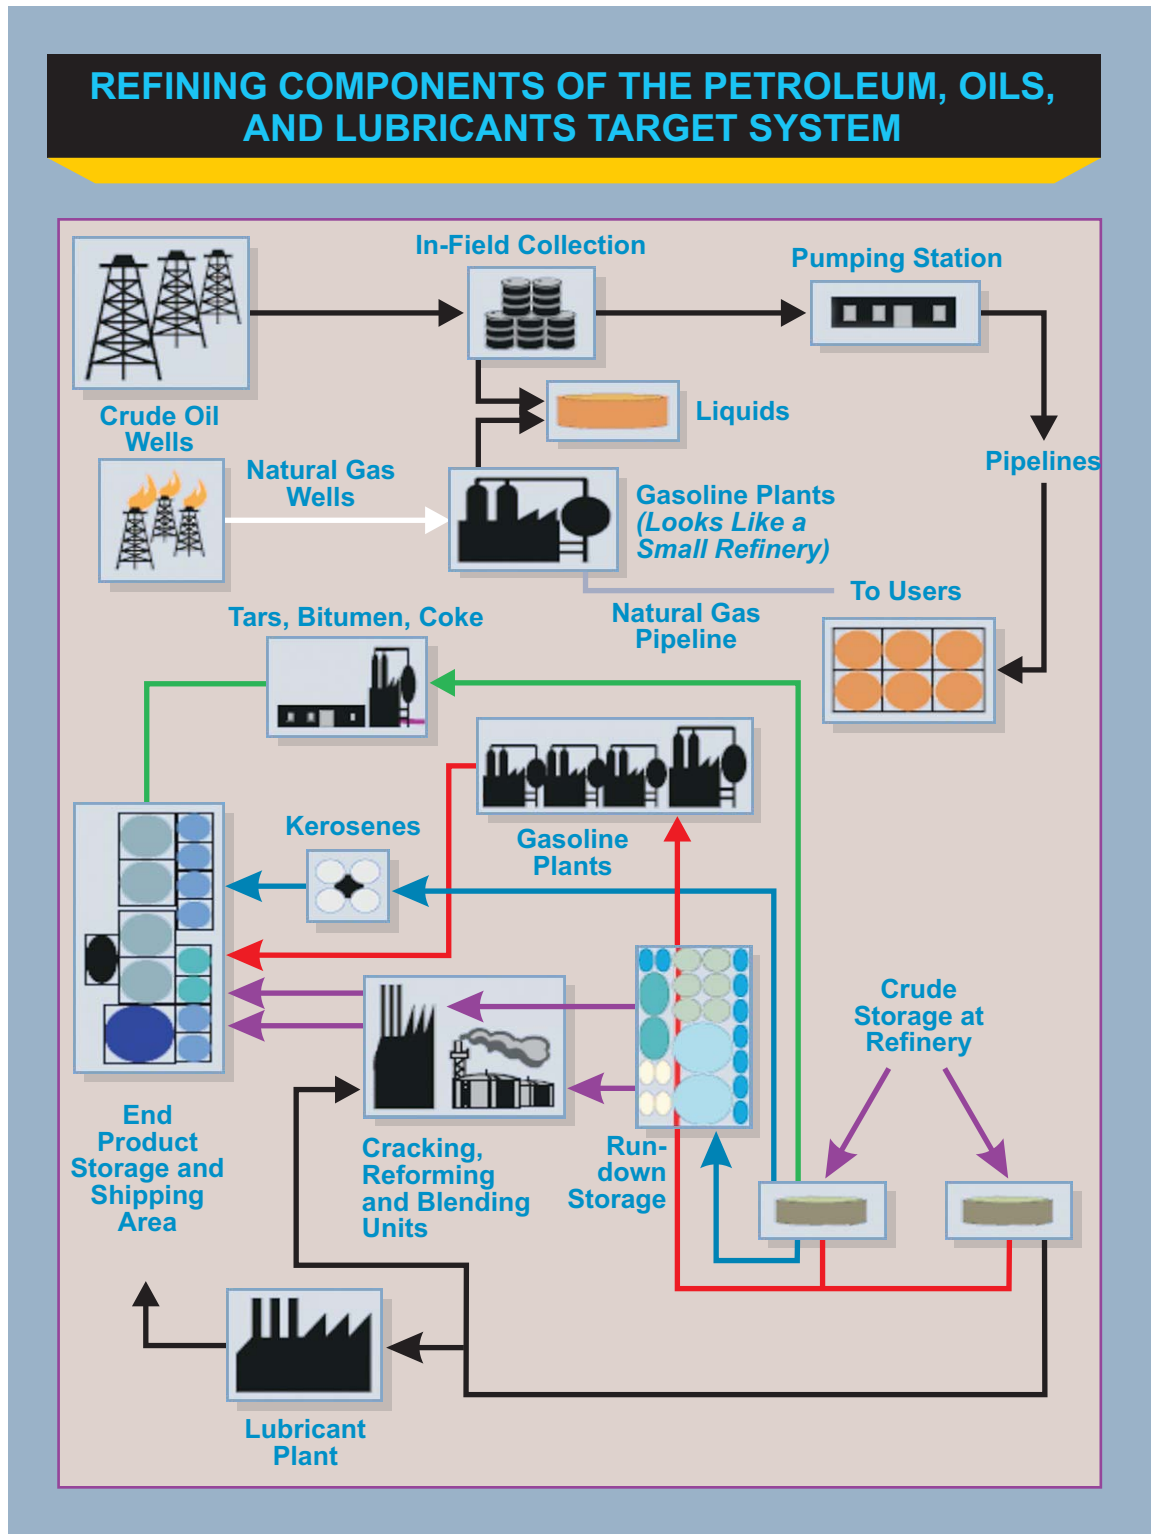 REFINING COMPONENTS OF THE PETROLEUM, OILS,
AND LUBRICANTS TARGET SYSTEM
In-Field Collection
Pumping Station
Crude Oil
Wells
Liquids
Pipelines
Natural Gas
Wells
Gasoline Plants
(Looks Like a
Small Refinery)
To Users
Natural Gas
Pipeline
Tars, Bitumen, Coke
Kerosenes
Gasoline
Plants
Crude
Storage at
Refinery
End
Product
Storage and
Shipping
Area
Cracking,
Reforming
and Blending
Units
Run-
down
Storage
Lubricant
Plant